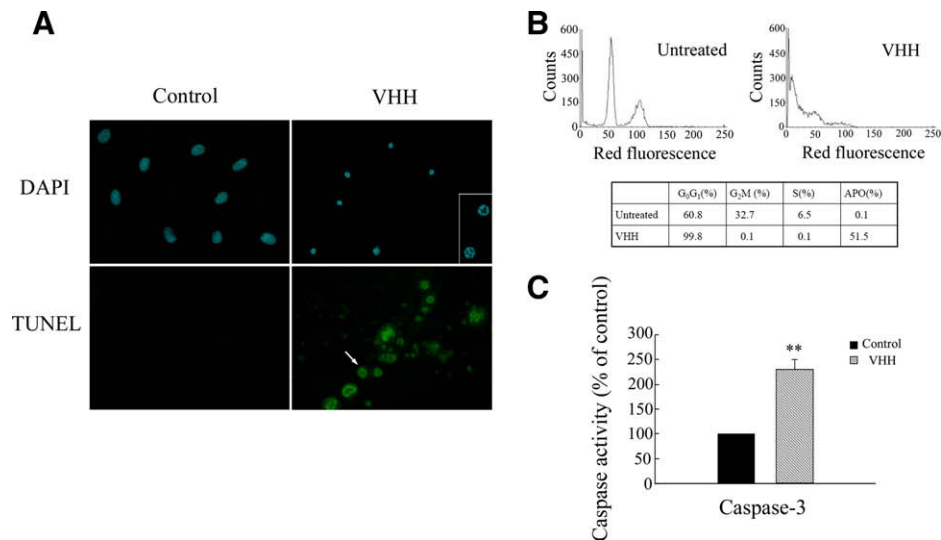 A
Control VHH
DAPI
TUNEL
B
Untreated
Counts
600
450
300
150
0
0 50 100 150 200 250
Red fluorescence
VHH
Counts
600
450
300
150
0
0 50 100 150 200 250
Red fluorescence
G0G1(%) G2M (%) S(%) APO(%)
Untreated 60.8 32.7 6.5 0.1
VHH 99.8 0.1 0.1 51.5
C
Caspase activity (% of control)
300
250
200
150
100
50
0
**
Control
VHH
Caspase-3